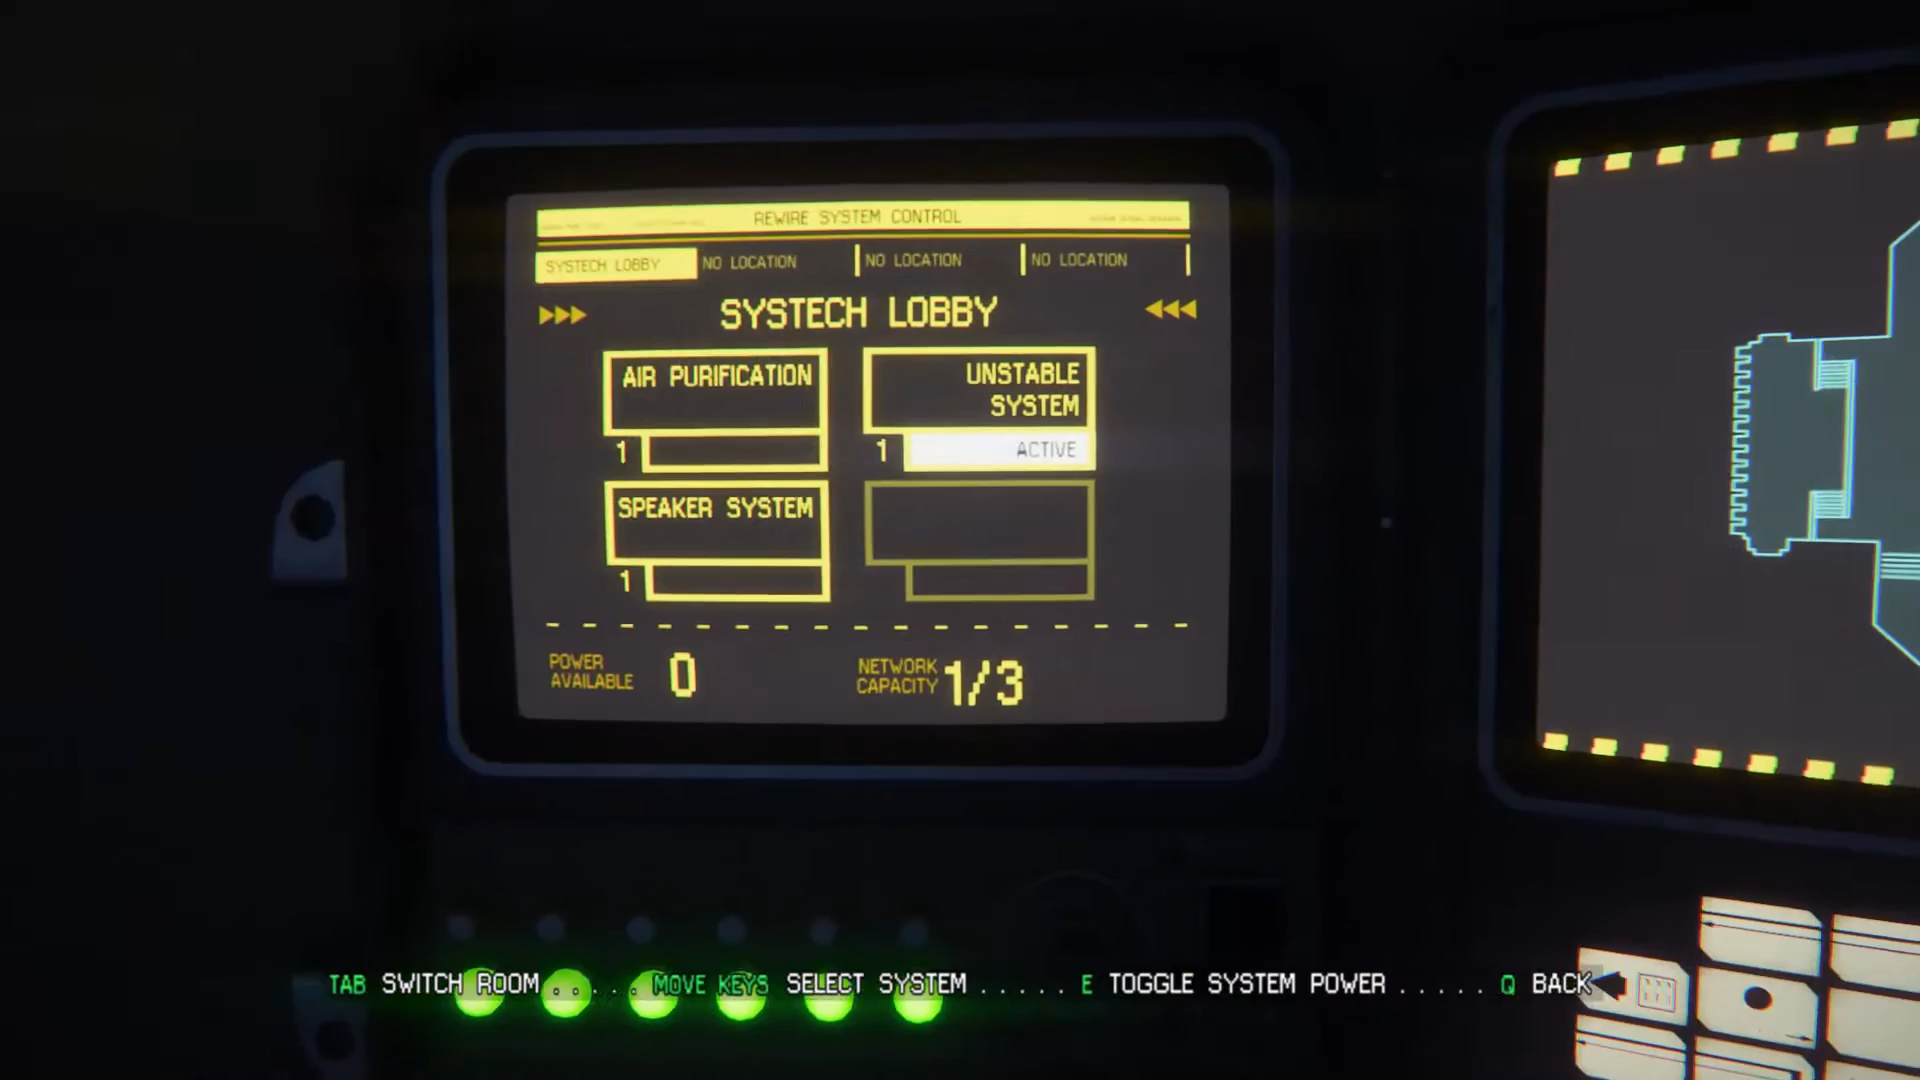 REWIRE SYSTEM CONTROL
SYSTECH LOBBY NO LOCATION NO LOCATION NO LOCATION
SYSTECH LOBBY
AIR PURIFICATION
1
UNSTABLE
SYSTEM
1 ACTIVE
SPEAKER SYSTEM
1
POWER
AVAILABLE 0
NETWORK
CAPACITY 1/3
TAB SWITCH ROOM . . . . . MOVE KEYS SELECT SYSTEM . . . . . E TOGGLE SYSTEM POWER . . . . . Q BACK